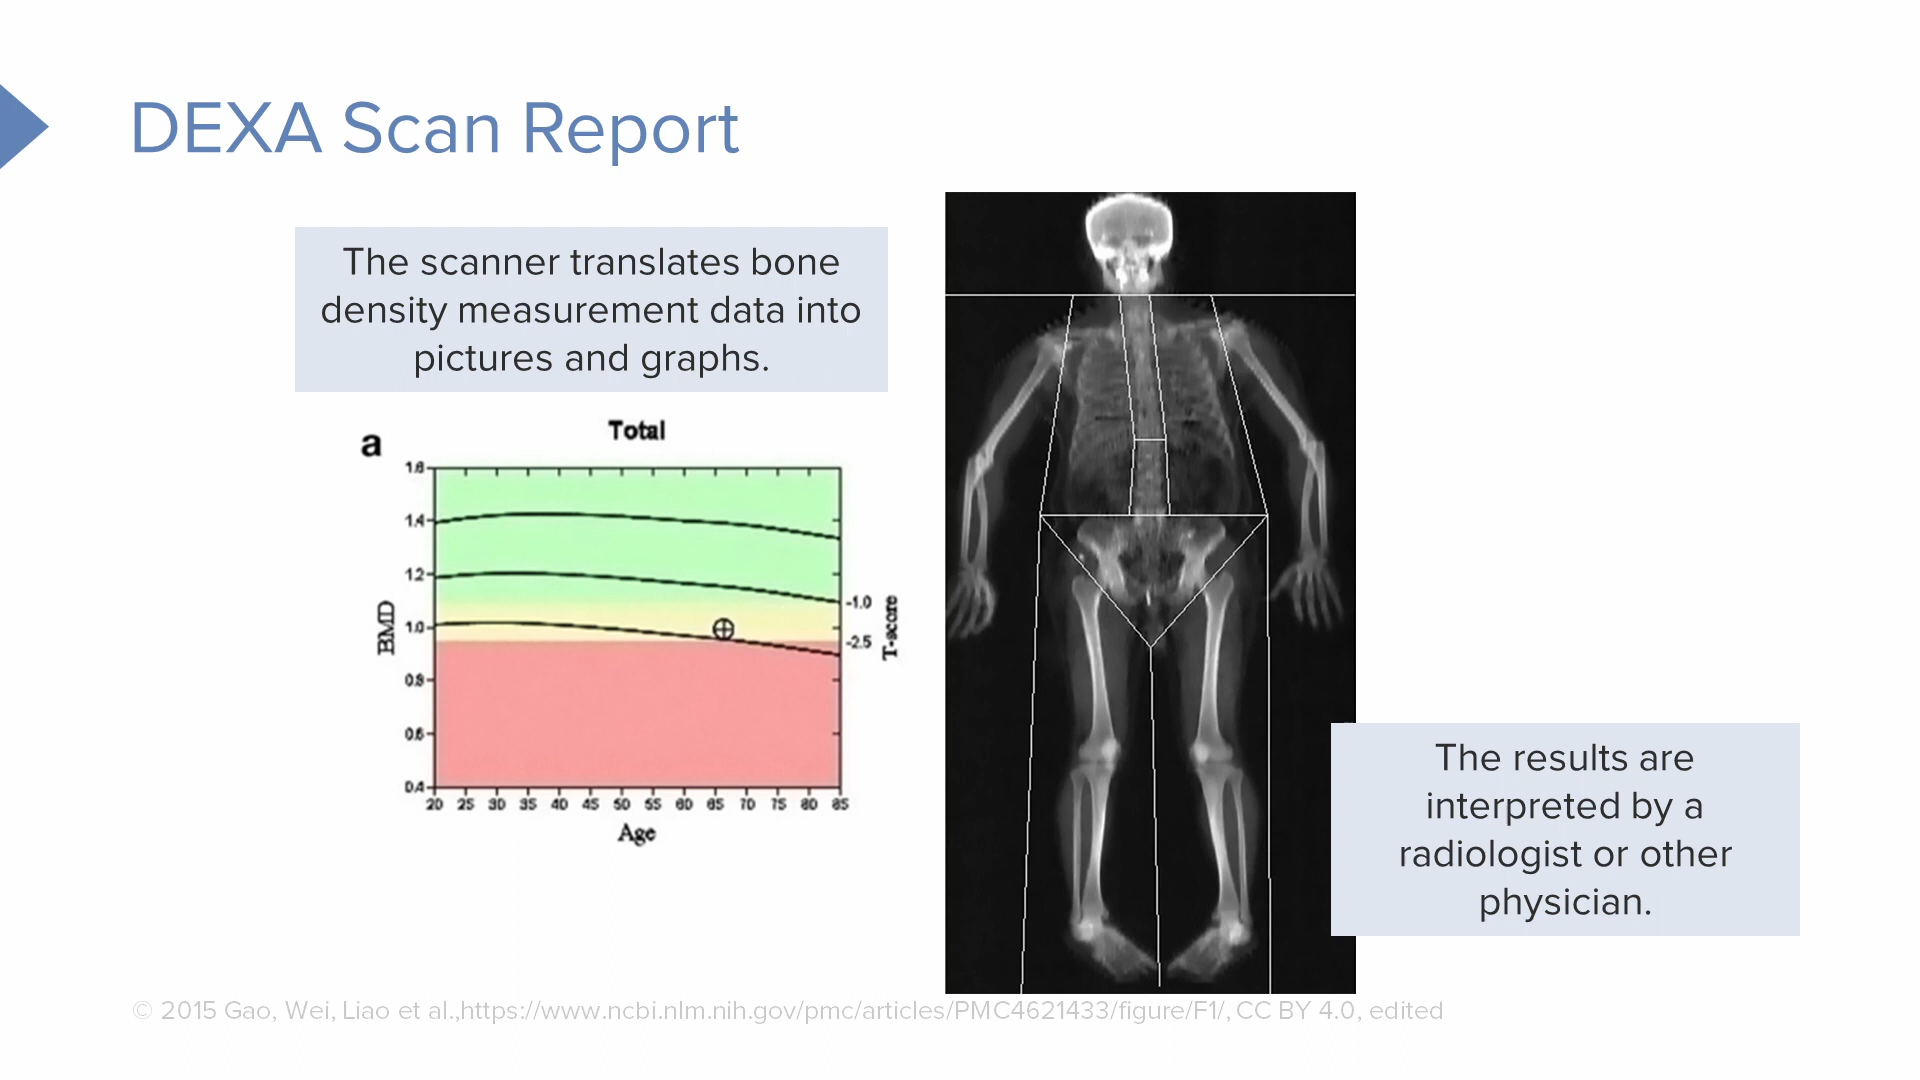 DEXA Scan Report
The scanner translates bone
density measurement data into
pictures and graphs.
a
Total
1.6
1.4
1.2
1.0
0.8
0.6
0.4
BMD
-1.0
-2.5
T-score
20 25 30 35 40 45 50 55 60 65 70 75 80 85
Age
The results are
interpreted by a
radiologist or other
physician.
© 2015 Gao, Wei, Liao et al.,https://www.ncbi.nlm.nih.gov/pmc/articles/PMC4621433/figure/F1/, CC BY 4.0, edited